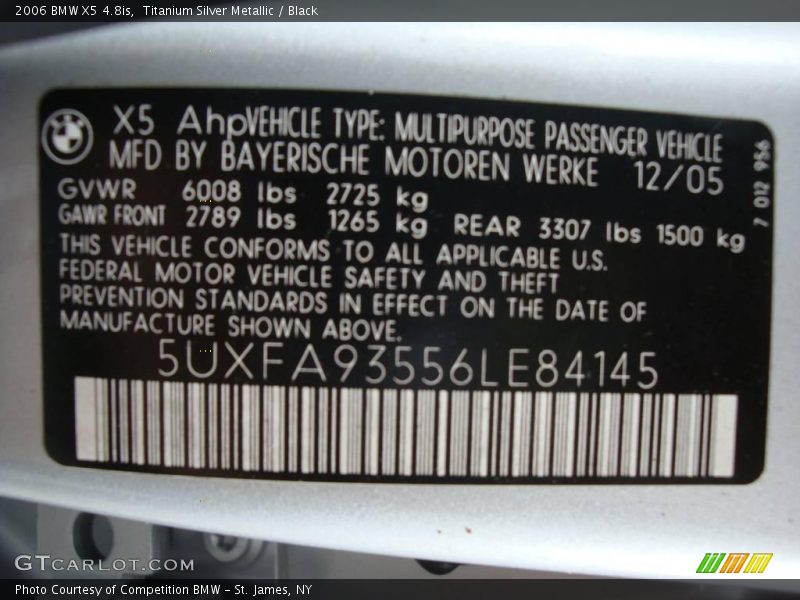 2006 BMW X5 4.8is, Titanium Silver Metallic / Black
X5 Ahp VEHICLE TYPE: MULTIPURPOSE PASSENGER VEHICLE
MFD BY BAYERISCHE MOTOREN WERKE 12/05
7 012 956
GVWR 6008 lbs 2725 kg
GAWR FRONT 2789 lbs 1265 kg REAR 3307 lbs 1500 kg
THIS VEHICLE CONFORMS TO ALL APPLICABLE U.S.
FEDERAL MOTOR VEHICLE SAFETY AND THEFT
PREVENTION STANDARDS IN EFFECT ON THE DATE OF
MANUFACTURE SHOWN ABOVE.
5UXFA93556LE84145
GTCARLOT.COM
Photo Courtesy of Competition BMW – St. James, NY